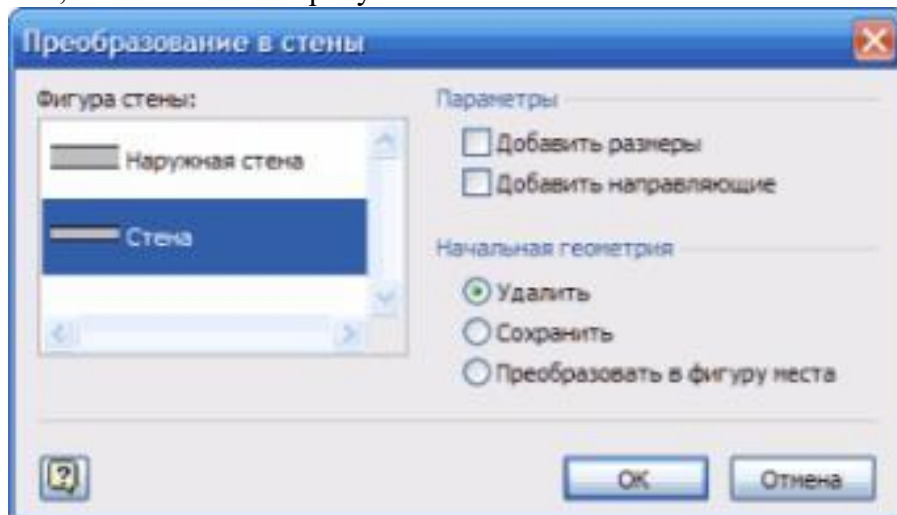 Преобразование в стены
Фигура стены:
Наружная стена
Стена
Параметры
Добавить размеры
Добавить направляющие
Начальная геометрия
Удалить
Сохранить
Преобразовать в фигуру места
ОК
Отмена